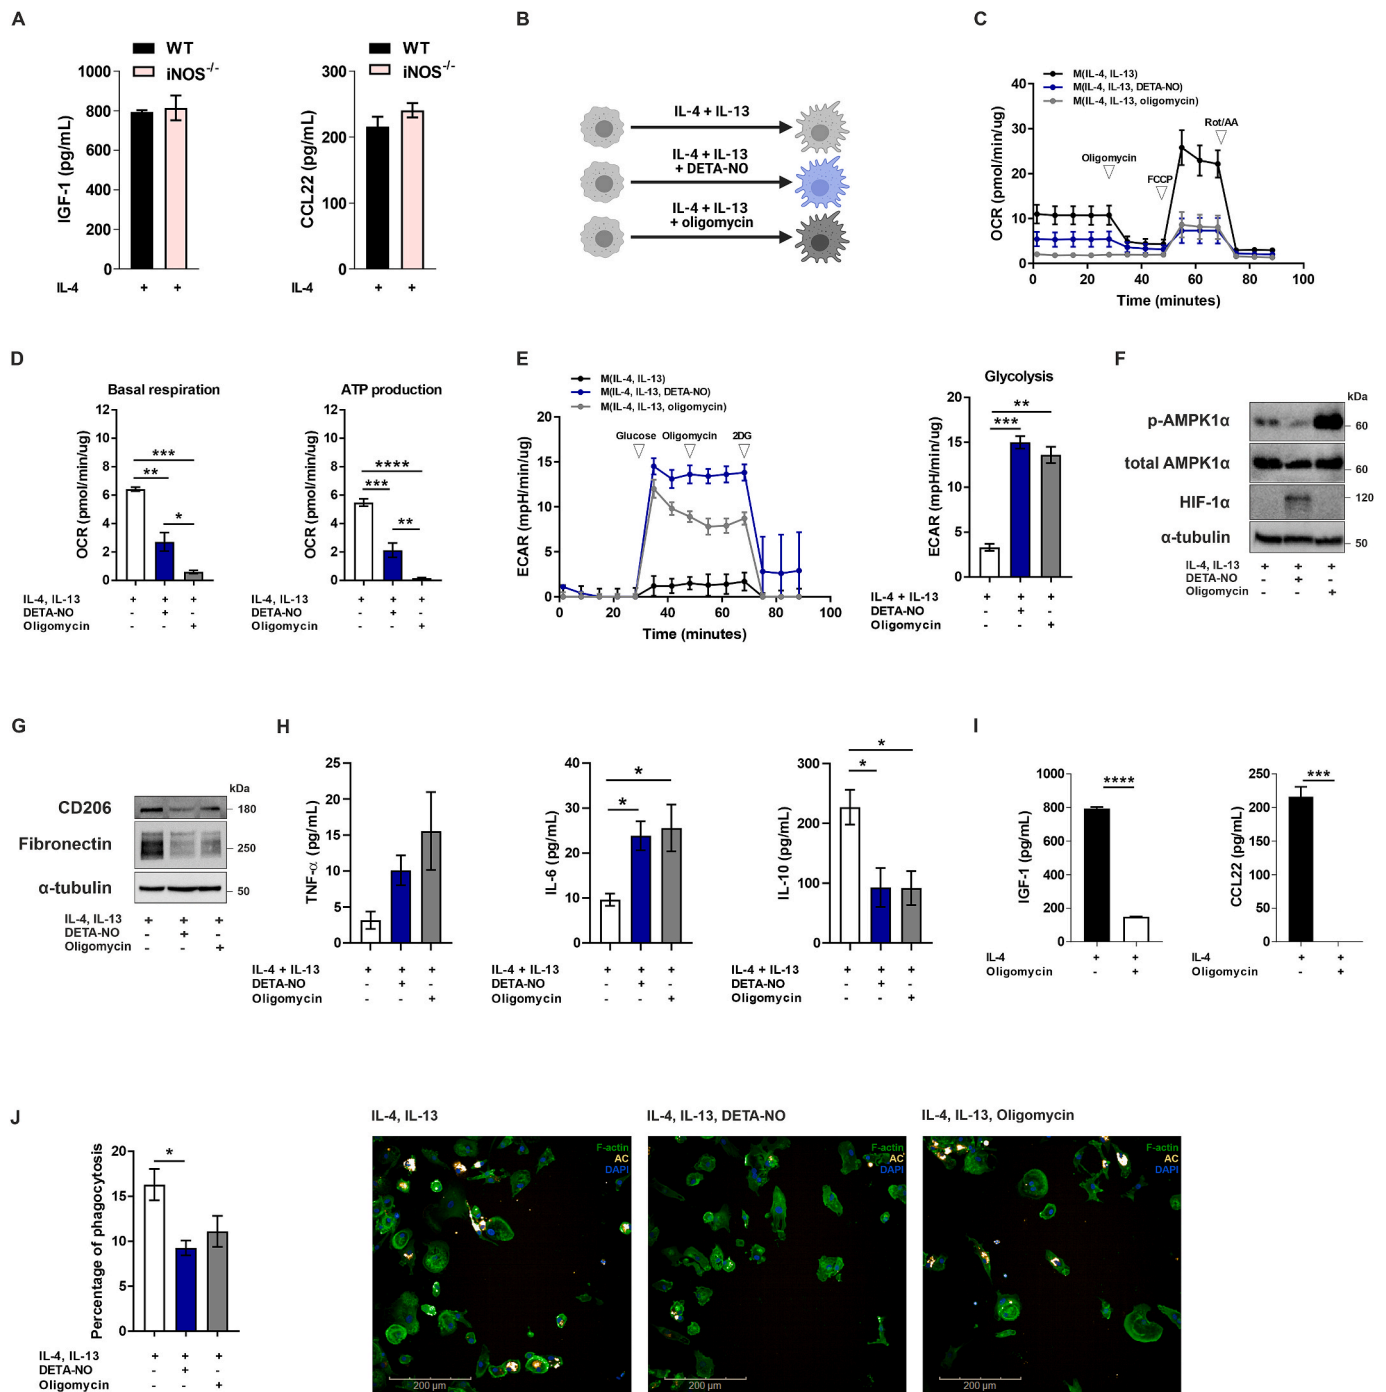 A
WT
iNOS-/-
1000
800
600
400
200
0
IGF-1 (pg/mL)
IL-4
+
+
WT
iNOS-/-
300
200
100
0
CCL22 (pg/mL)
IL-4
+
+
B
IL-4 + IL-13
IL-4 + IL-13
+ DETA-NO
IL-4 + IL-13
+ oligomycin
C
M(IL-4, IL-13)
M(IL-4, IL-13, DETA-NO)
M(IL-4, IL-13, oligomycin)
40
30
20
10
0
OCR (pmol/min/ug)
Oligomycin
FCCP
Rot/AA
0 20 40 60 80 100
Time (minutes)
D
Basal respiration
12
10
8
6
4
2
0
OCR (pmol/min/ug)
***
**
*
IL-4, IL-13 + + +
DETA-NO - + -
Oligomycin - - +
ATP production
12
10
8
6
4
2
0
OCR (pmol/min/ug)
****
***
**
IL-4, IL-13 + + +
DETA-NO - + -
Oligomycin - - +
E
M(IL-4, IL-13)
M(IL-4, IL-13, DETA-NO)
M(IL-4, IL-13, oligomycin)
20
15
10
5
0
ECAR (mpH/min/ug)
Glucose Oligomycin 2DG
0 20 40 60 80 100
Time (minutes)
Glycolysis
20
15
10
5
0
ECAR (mpH/min/ug)
**
***
IL-4 + IL-13 + + +
DETA-NO - + -
Oligomycin - - +
F
kDa
p-AMPK1α 60
total AMPK1α 60
HIF-1α 120
α-tubulin 50
IL-4, IL-13 + + +
DETA-NO - + -
Oligomycin - - +
G
kDa
CD206 180
Fibronectin 250
α-tubulin 50
IL-4, IL-13 + + +
DETA-NO - + -
Oligomycin - - +
H
25
20
15
10
5
0
TNF-α (pg/mL)
IL-4 + IL-13 + + +
DETA-NO - + -
Oligomycin - - +
40
30
20
10
0
IL-6 (pg/mL)
*
*
IL-4 + IL-13 + + +
DETA-NO - + -
Oligomycin - - +
300
200
100
0
IL-10 (pg/mL)
*
*
IL-4 + IL-13 + + +
DETA-NO - + -
Oligomycin - - +
I
1000
800
600
400
200
0
IGF-1 (pg/mL)
****
IL-4 + +
Oligomycin - +
250
200
150
100
50
0
CCL22 (pg/mL)
***
IL-4 + +
Oligomycin - +
J
20
15
10
5
0
Percentage of phagocytosis
*
IL-4, IL-13 + + +
DETA-NO - + -
Oligomycin - - +
IL-4, IL-13
F-actin
AC
DAPI
200 µm
IL-4, IL-13, DETA-NO
F-actin
AC
DAPI
200 µm
IL-4, IL-13, Oligomycin
F-actin
AC
DAPI
200 µm